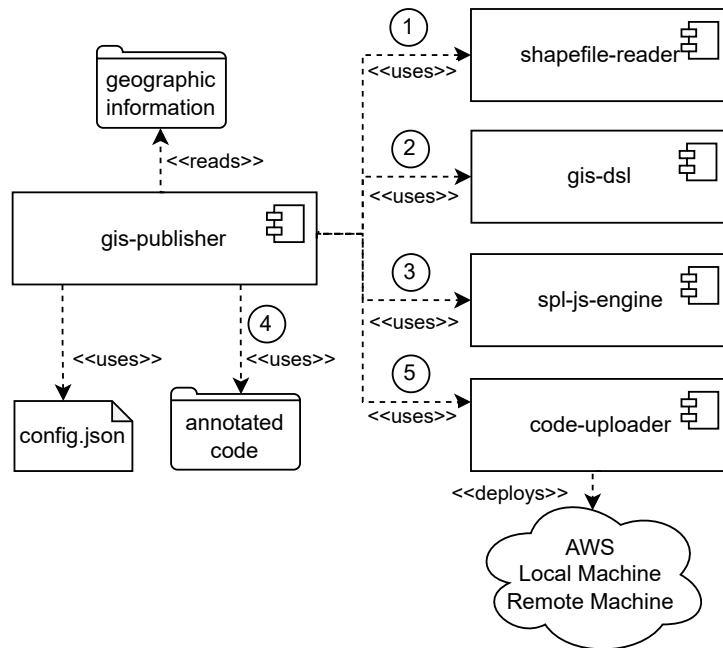 geographic
information
<<reads>>
gis-publisher
<<uses>>
config.json
4
<<uses>>
annotated
code
1
<<uses>>
shapefile-reader
2
<<uses>>
gis-dsl
3
<<uses>>
spl-js-engine
5
<<uses>>
code-uploader
<<deploys>>
AWS
Local Machine
Remote Machine